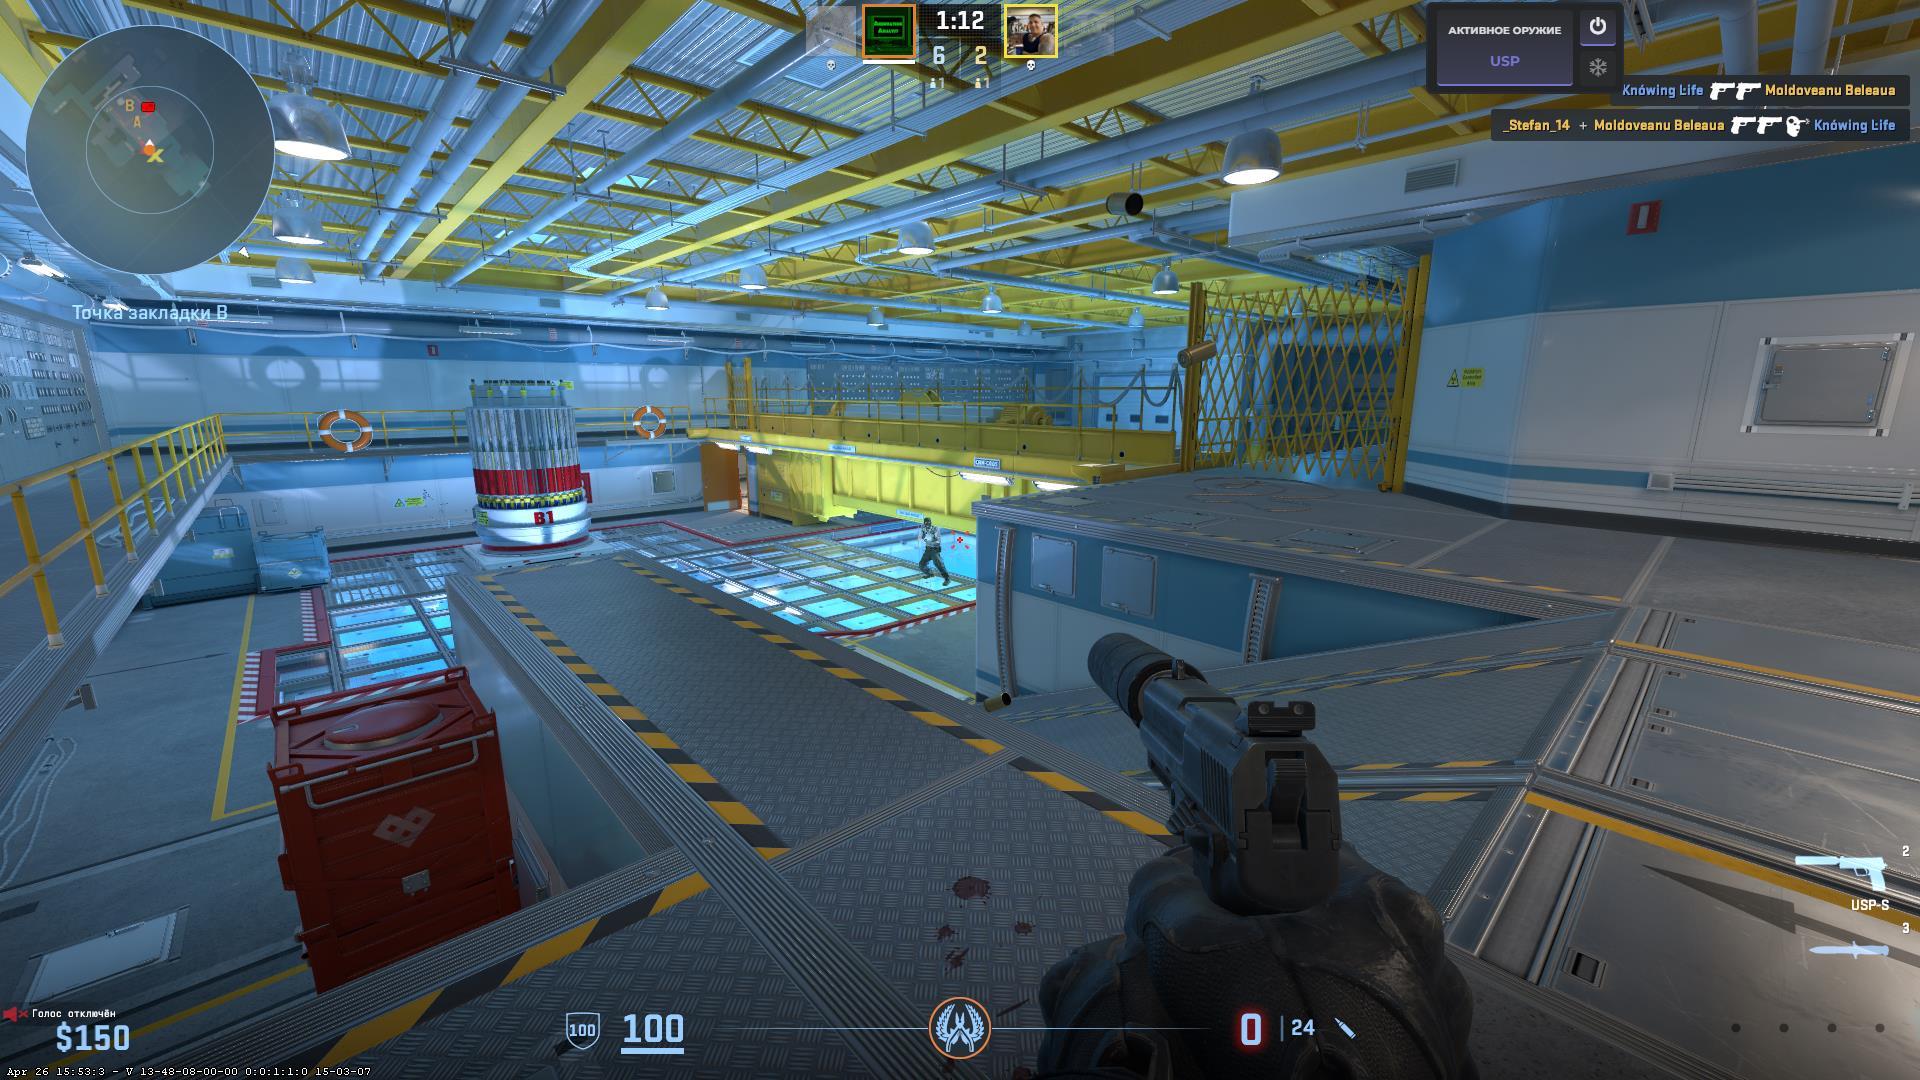 1:12
6 2
1 1
АКТИВНОЕ ОРУЖИЕ
USP
Knówing Life Moldoveanu Beleaua
_Stefan_14 + Moldoveanu Beleaua Knówing Life
B
A
Точка закладки B
B1
2
USP-S
3
Голос отключён
$150
100
100
0 | 24
Apr 26 15:53:3 - V 13-48-08-00-00 0:0:1:1:0 15-03-07